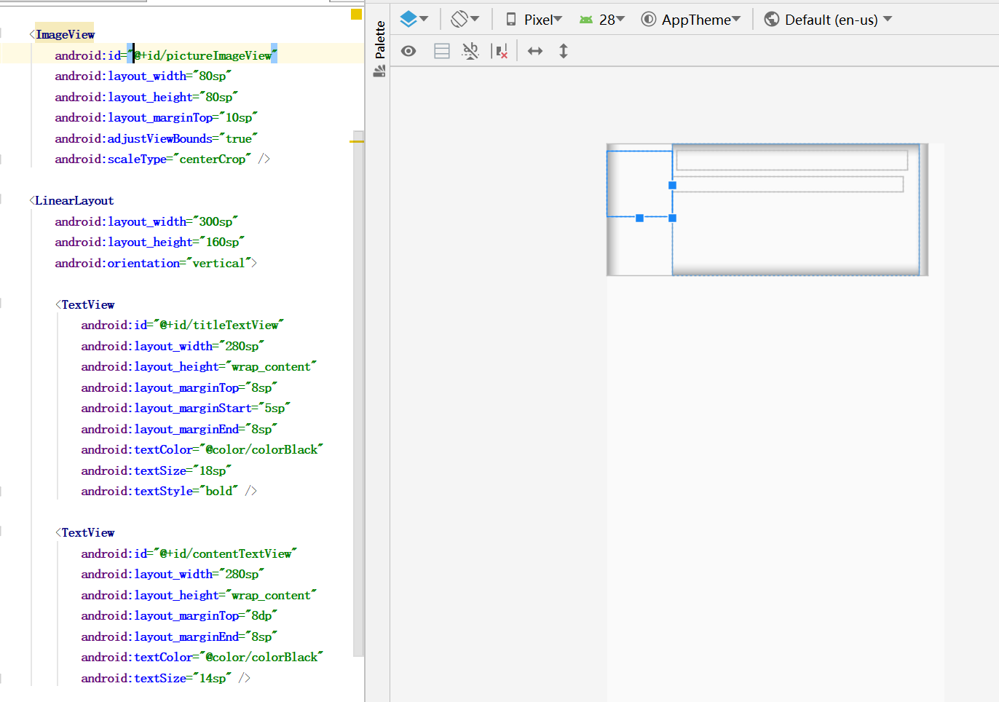 <ImageView
android:id="@+id/pictureImageView"
android:layout_width="80sp"
android:layout_height="80sp"
android:layout_marginTop="10sp"
android:adjustViewBounds="true"
android:scaleType="centerCrop" />
<LinearLayout
android:layout_width="300sp"
android:layout_height="160sp"
android:orientation="vertical">
<TextView
android:id="@+id/titleTextView"
android:layout_width="280sp"
android:layout_height="wrap_content"
android:layout_marginTop="8sp"
android:layout_marginStart="5sp"
android:layout_marginEnd="8sp"
android:textColor="@color/colorBlack"
android:textSize="18sp"
android:textStyle="bold" />
<TextView
android:id="@+id/contentTextView"
android:layout_width="280sp"
android:layout_height="wrap_content"
android:layout_marginTop="8dp"
android:layout_marginEnd="8sp"
android:textColor="@color/colorBlack"
android:textSize="14sp" />
Palette
Pixel 28 AppTheme Default (en-us)
ab